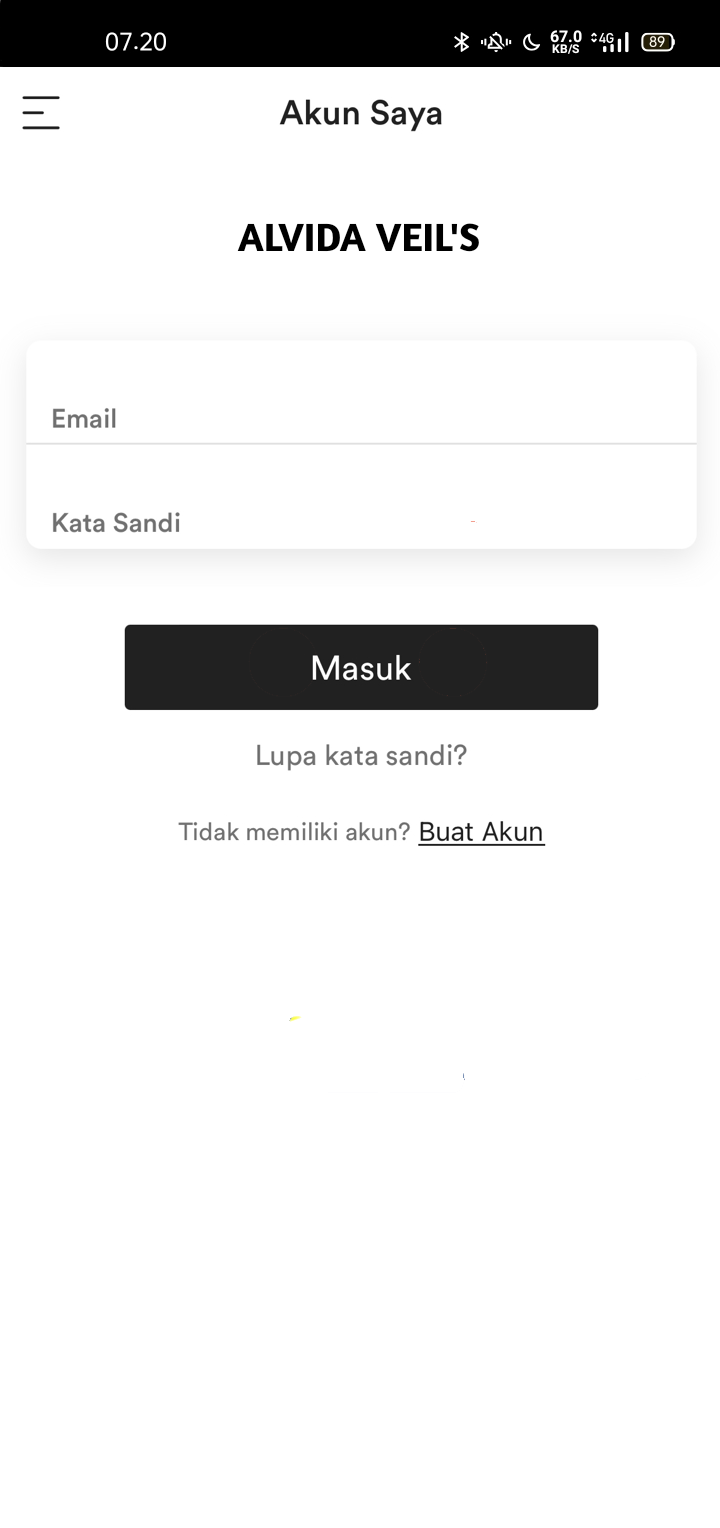 07.20 67.0 KB/S 4G 89
Akun Saya
ALVIDA VEIL'S
Email
Kata Sandi
Masuk
Lupa kata sandi?
Tidak memiliki akun? Buat Akun